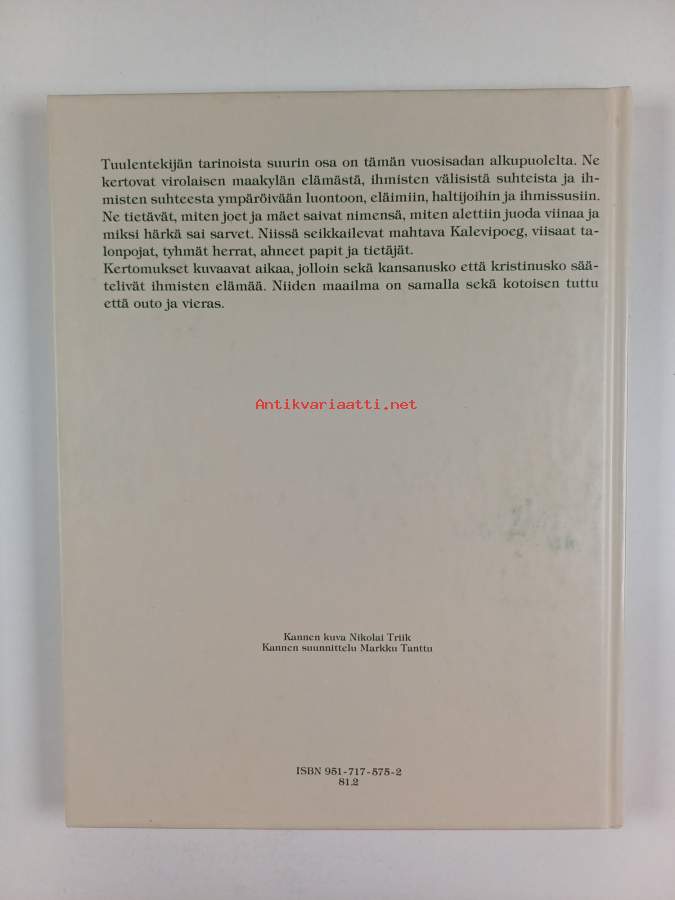 Tuulentekijän tarinoista suurin osa on tämän vuosisadan alkupuolelta. Ne
kertovat virolaisen maakylän elämästä, ihmisten välisistä suhteista ja ih-
misten suhteesta ympäröivään luontoon, eläimiin, haltijoihin ja ihmissusiin.
Ne tietävät, miten joet ja mäet saivat nimensä, miten alettiin juoda viinaa ja
miksi härkä sai sarvet. Niissä seikkailevat mahtava Kalevipoeg, viisaat ta-
lonpojat, tyhmät herrat, ahneet papit ja tietäjät.
Kertomukset kuvaavat aikaa, jolloin sekä kansanusko että kristinusko sää-
telivät ihmisten elämää. Niiden maailma on samalla sekä kotoisen tuttu
että outo ja vieras.
Antikvariaatti.net
Kannen kuva Nikolai Triik
Kannen suunnittelu Markku Tanttu
ISBN 951-717-575-2
81.2